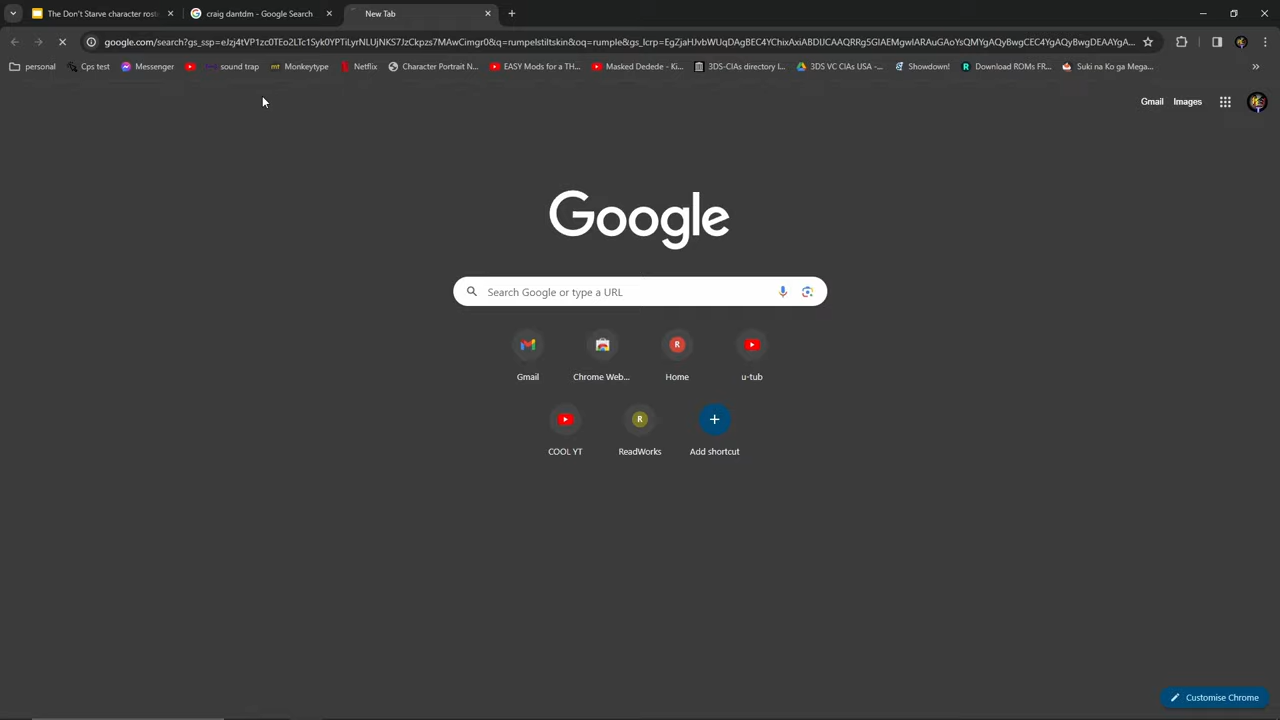 The Don't Starve character rost
craig dantdm - Google Search
New Tab
google.com/search?gs_ssp=eJzj4tVP1zc0TEo2LTc1Syk0YPTiLyrNLUjNKS7JzCkpzs7MAwCimgr0&q=rumpelstiltskin&oq=rumple&gs_lcrp=EgZjaHJvbWUqDAgBEC4YChixAxiABDIJCAAQRRg5GIAEMgwIARAuGAoYsQMYgAQyBwgCEC4YgAQyBwgDEAAYgA...
personal
Cps test
Messenger
sound trap
Monkeytype
Netflix
Character Portrait N...
EASY Mods for a TH...
Masked Dedede - Ki...
3DS-CIAs directory l...
3DS VC CIAs USA -...
Showdown!
Download ROMs FR...
Suki na Ko ga Mega...
Gmail
Images
Google
Search Google or type a URL
Gmail
Chrome Web...
R
Home
u-tub
COOL YT
R
ReadWorks
Add shortcut
Customise Chrome